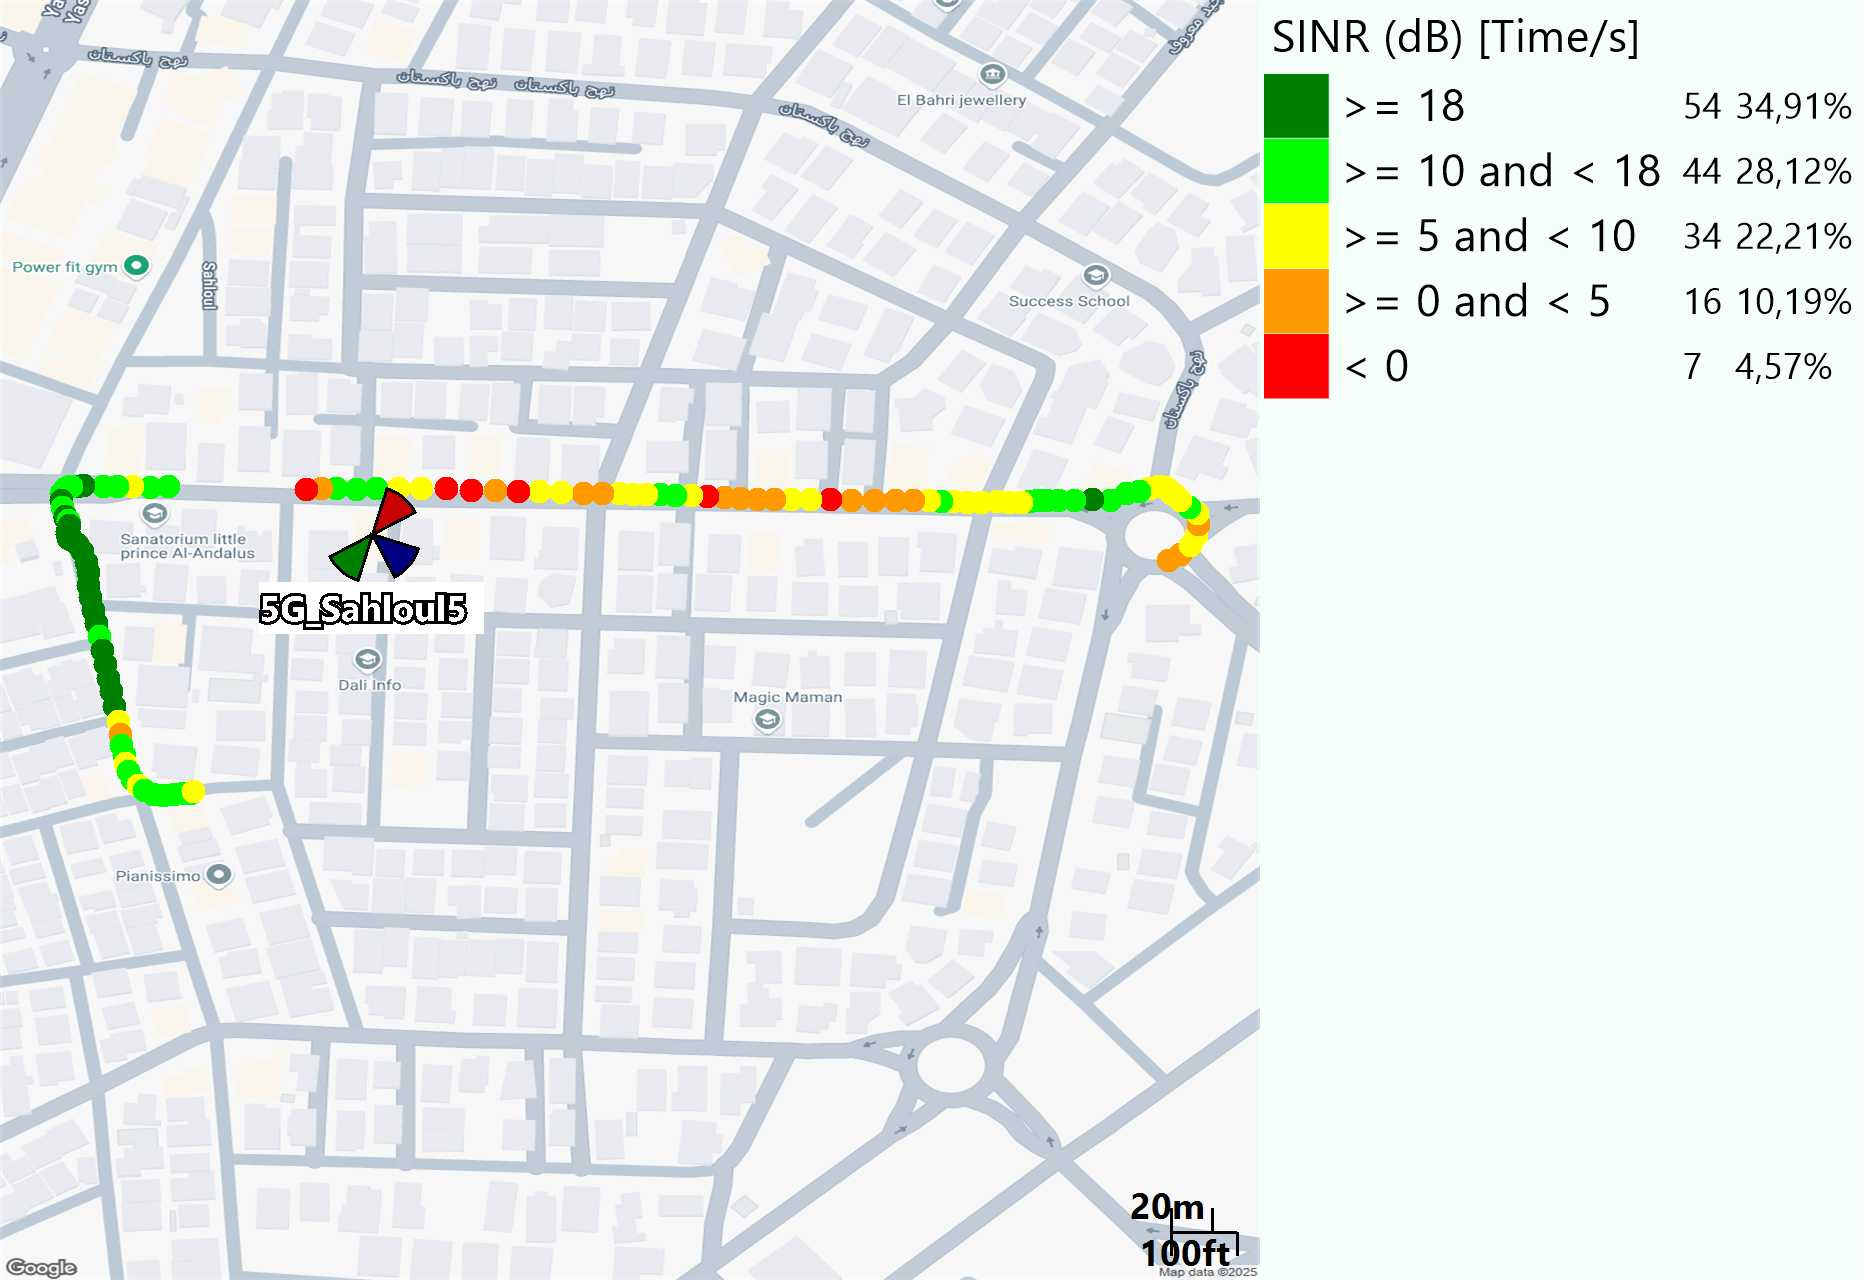 SINR (dB) [Time/s]
>= 18 54 34,91%
>= 10 and < 18 44 28,12%
>= 5 and < 10 34 22,21%
>= 0 and < 5 16 10,19%
< 0 7 4,57%
نهج باكستان
نهج باكستان
نهج باكستان
نهج باكستان
El Bahri jewellery
Power fit gym
Sahloul
Success School
نهج باكستان
Sanatorium little
prince Al-Andalus
5G_Sahloul5
Dali Info
Magic Maman
Pianissimo
20m
100ft
Google
Map data ©2025